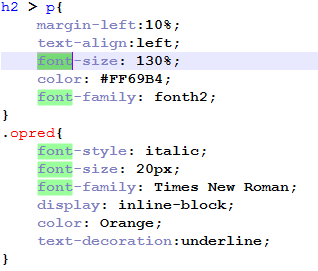 h2 > p{
margin-left:10%;
text-align:left;
font-size: 130%;
color: #FF69B4;
font-family: fonth2;
}
.opred{
font-style: italic;
font-size: 20px;
font-family: Times New Roman;
display: inline-block;
color: Orange;
text-decoration:underline;
}